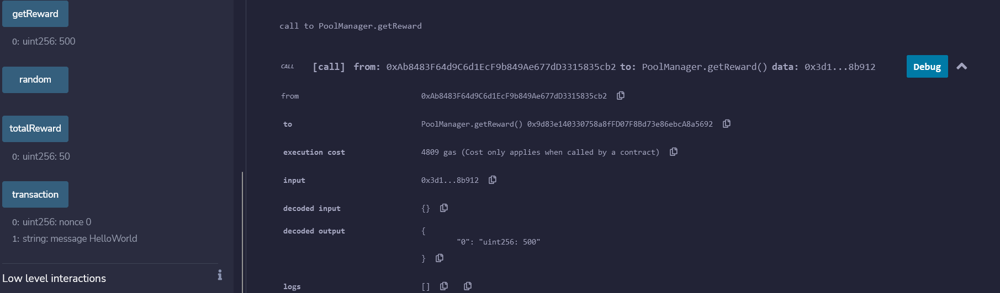 getReward
0: uint256: 500
random
totalReward
0: uint256: 50
transaction
0: uint256: nonce 0
1: string: message HelloWorld
Low level interactions
call to PoolManager.getReward
CALL [call] from: 0xAb8483F64d9C6d1EcF9b849Ae677dD3315835cb2 to: PoolManager.getReward() data: 0x3d1...8b912 Debug
from 0xAb8483F64d9C6d1EcF9b849Ae677dD3315835cb2
to PoolManager.getReward() 0x9d83e140330758a8fFD07F8Bd73e86ebcA8a5692
execution cost 4809 gas (Cost only applies when called by a contract)
input 0x3d1...8b912
decoded input {}
decoded output {
"0": "uint256: 500"
}
logs []